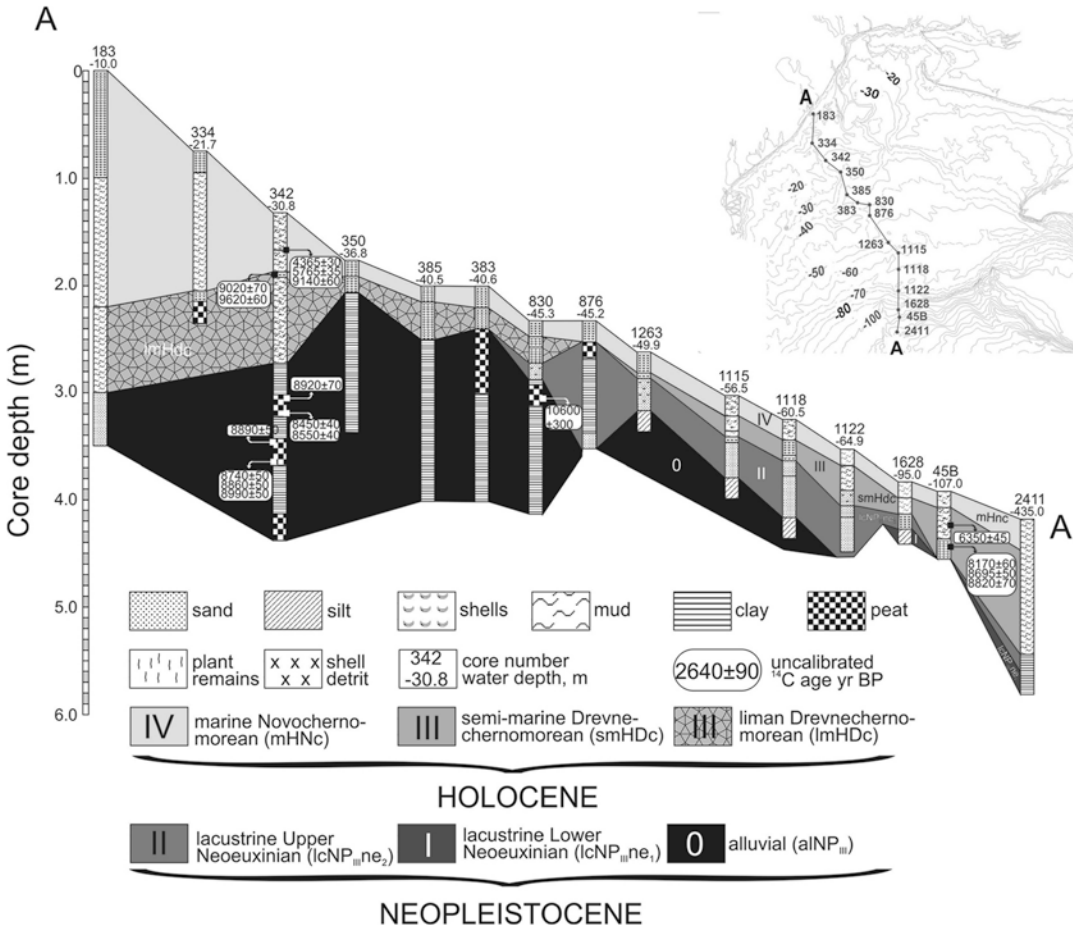 A
183
-10.0
0
334
-21.7
1.0
342
-30.8
4365±30
5765±35
9140±60
9020±70
9620±60
350
-36.8
385
-40.5
383
-40.6
2.0
830
-45.3
876
-45.2
1263
-49.9
lmHdc
3.0
8920±70
8450±40
8550±40
8890±50
8740±50
8860±50
8990±50
10600
±300
1115
-56.5
1118
-60.5
1122
-64.9
1628
-95.0
45B
-107.0
2411
-435.0
A
IV
III
II
0
smHdc
I
mHnc
6350±45
8170±60
8695±50
8820±70
4.0
5.0
6.0
Core depth (m)
A
183
334
342
350
385
383
830
876
1263
1115
1118
1122
1628
45B
2411
A
-20
-30
-20
-30
-40
-50
-60
-70
-80
-100
sand
silt
shells
mud
clay
peat
plant
remains
shell
detrit
342
-30.8
core number
water depth, m
2640±90
uncalibrated
¹⁴C age yr BP
IV
marine Novocherno-
morean (mHNc)
III
semi-marine Drevne-
chernomorean (smHDc)
III
liman Drevnecherno-
morean (lmHDc)
HOLOCENE
II
lacustrine Upper
Neoeuxinian (lcNPIIIne₂)
I
lacustrine Lower
Neoeuxinian (lcNPIIIne₁)
0
alluvial (alNPIII)
NEOPLEISTOCENE